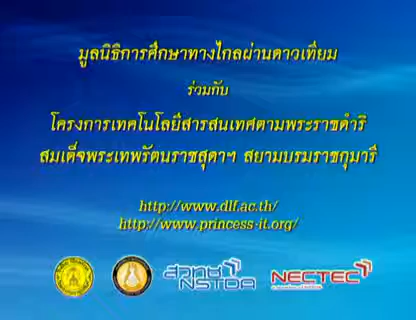 มูลนิธิการศึกษาทางไกลผ่านดาวเทียม
ร่วมกับ
โครงการเทคโนโลยีสารสนเทศตามพระราชดำริ
สมเด็จพระเทพรัตนราชสุดาฯ สยามบรมราชกุมารี
http://www.dlf.ac.th/
http://www.princess-it.org/
สวทช
NSTDA
NECTEC